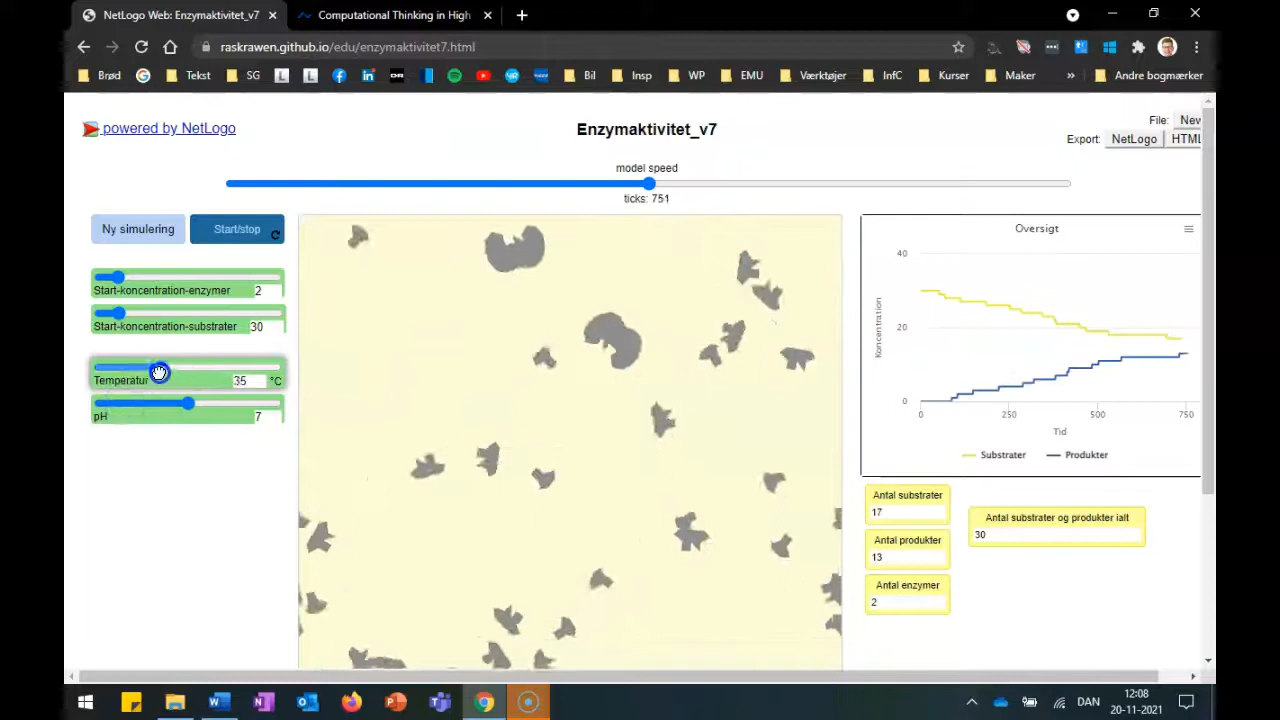 NetLogo Web: Enzymaktivitet_v7
Computational Thinking in High
raskrawen.github.io/edu/enzymaktivitet7.html
Brød
Tekst
SG
Bil
Insp
WP
EMU
Værktøjer
InfC
Kurser
Maker
»
Andre bogmærker
powered by NetLogo
Enzymaktivitet_v7
File: New
Export: NetLogo HTML
model speed
ticks: 751
Ny simulering
Start/stop
Start-koncentration-enzymer 2
Start-koncentration-substrater 30
Temperatur 35 °C
pH 7
Oversigt
Koncentration
40
20
0
0 250 500 750
Tid
Substrater Produkter
Antal substrater
17
Antal produkter
13
Antal enzymer
2
Antal substrater og produkter ialt
30
DAN
12:08
20-11-2021